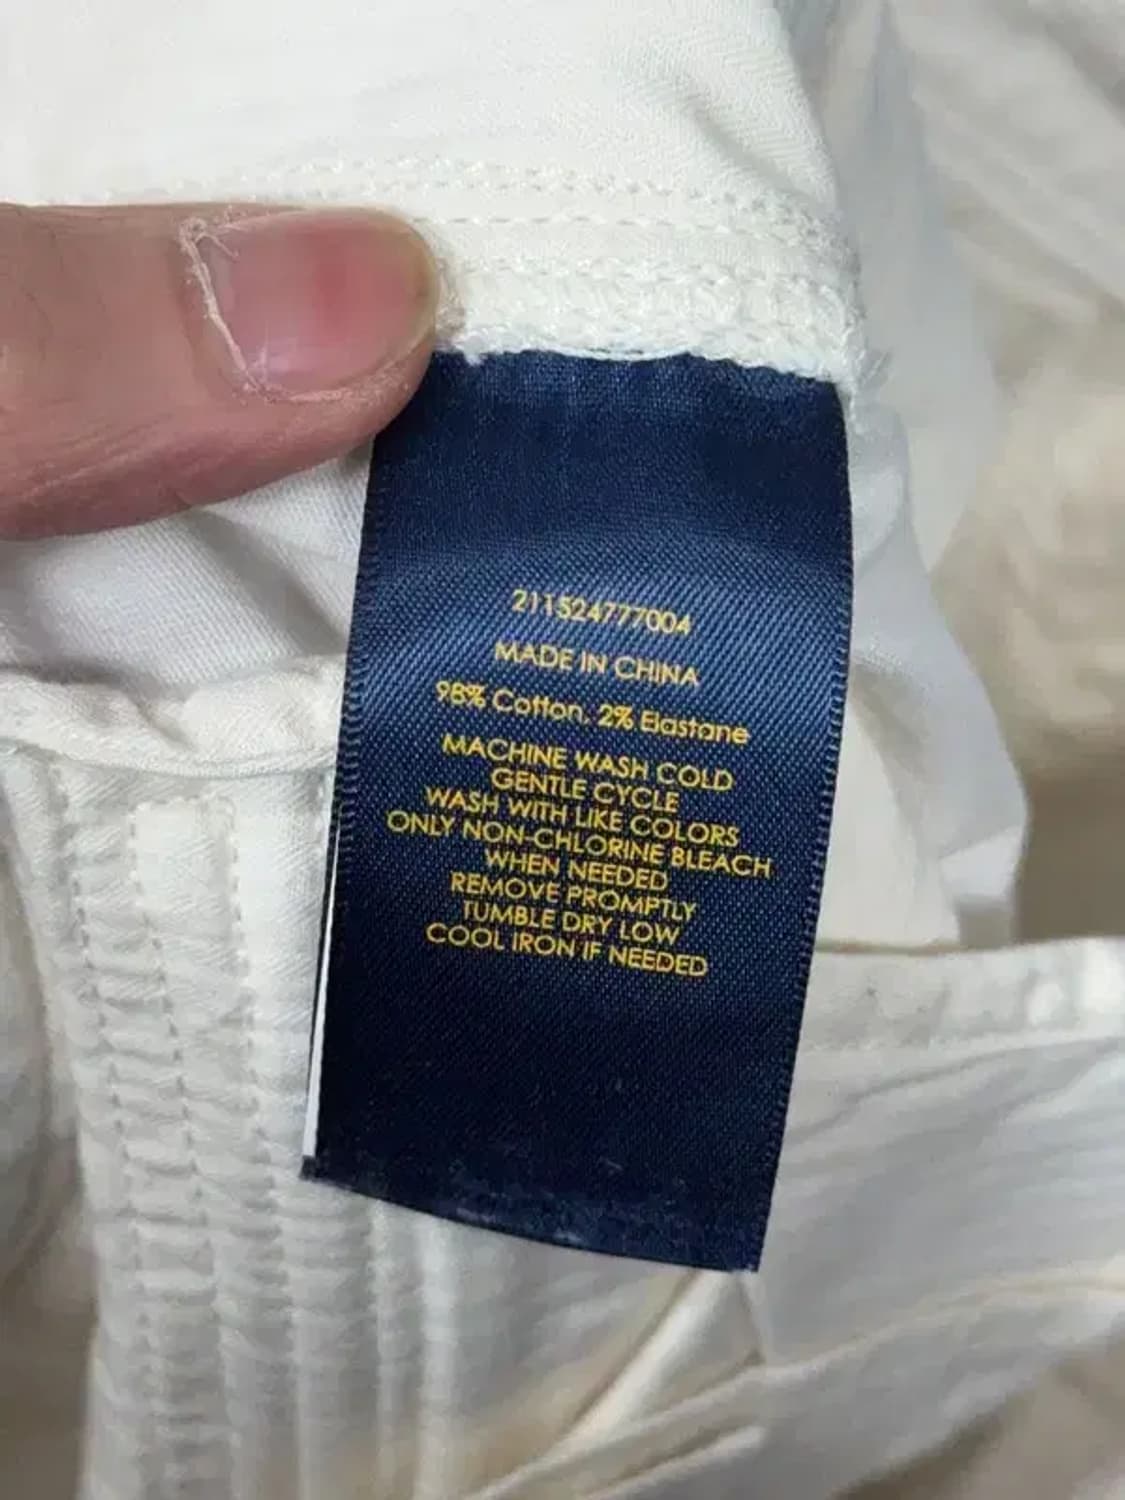 211524777004
MADE IN CHINA
98% Cotton, 2% Elastane
MACHINE WASH COLD
GENTLE CYCLE
WASH WITH LIKE COLORS
ONLY NON-CHLORINE BLEACH
WHEN NEEDED
REMOVE PROMPTLY
TUMBLE DRY LOW
COOL IRON IF NEEDED